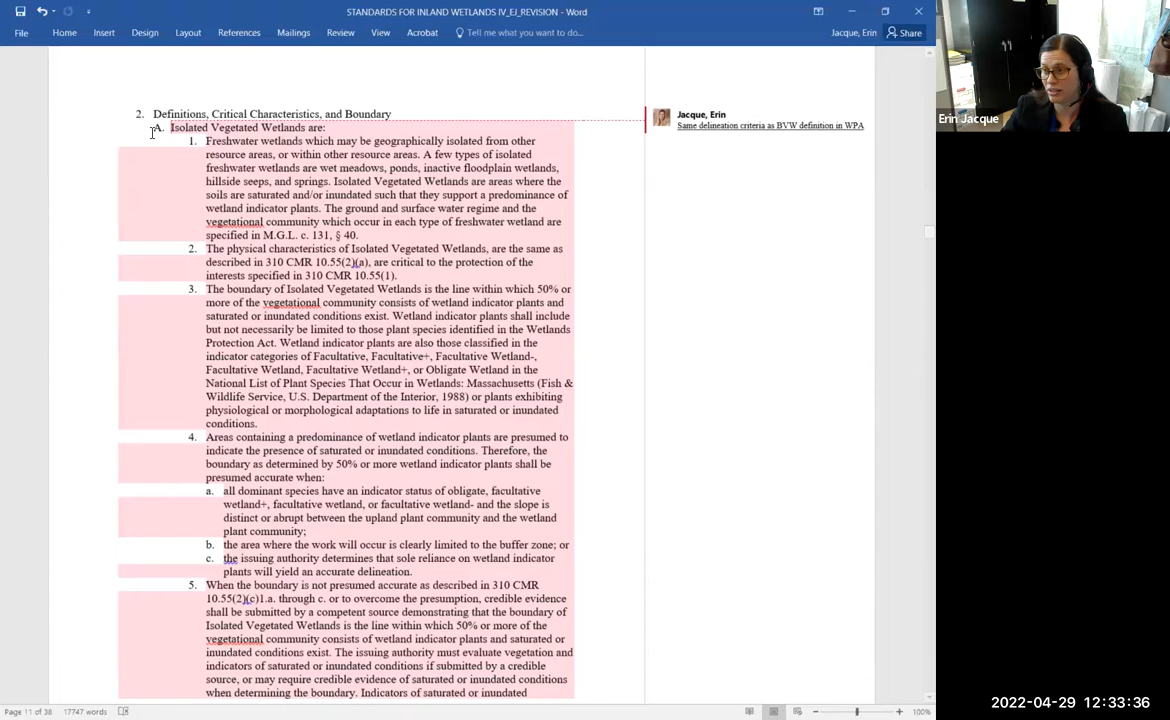 STANDARDS FOR INLAND WETLANDS IV_EJ_REVISION - Word
File Home Insert Design Layout References Mailings Review View Acrobat Tell me what you want to do... Jacque, Erin Share
2. Definitions, Critical Characteristics, and Boundary
A. Isolated Vegetated Wetlands are:
1. Freshwater wetlands which may be geographically isolated from other
resource areas, or within other resource areas. A few types of isolated
freshwater wetlands are wet meadows, ponds, inactive floodplain wetlands,
hillside seeps, and springs. Isolated Vegetated Wetlands are areas where the
soils are saturated and/or inundated such that they support a predominance of
wetland indicator plants. The ground and surface water regime and the
vegetational community which occur in each type of freshwater wetland are
specified in M.G.L. c. 131, § 40.
2. The physical characteristics of Isolated Vegetated Wetlands, are the same as
described in 310 CMR 10.55(2)(a), are critical to the protection of the
interests specified in 310 CMR 10.55(1).
3. The boundary of Isolated Vegetated Wetlands is the line within which 50% or
more of the vegetational community consists of wetland indicator plants and
saturated or inundated conditions exist. Wetland indicator plants shall include
but not necessarily be limited to those plant species identified in the Wetlands
Protection Act. Wetland indicator plants are also those classified in the
indicator categories of Facultative, Facultative+, Facultative Wetland-,
Facultative Wetland, Facultative Wetland+, or Obligate Wetland in the
National List of Plant Species That Occur in Wetlands: Massachusetts (Fish &
Wildlife Service, U.S. Department of the Interior, 1988) or plants exhibiting
physiological or morphological adaptations to life in saturated or inundated
conditions.
4. Areas containing a predominance of wetland indicator plants are presumed to
indicate the presence of saturated or inundated conditions. Therefore, the
boundary as determined by 50% or more wetland indicator plants shall be
presumed accurate when:
a. all dominant species have an indicator status of obligate, facultative
wetland+, facultative wetland, or facultative wetland- and the slope is
distinct or abrupt between the upland plant community and the wetland
plant community;
b. the area where the work will occur is clearly limited to the buffer zone; or
c. the issuing authority determines that sole reliance on wetland indicator
plants will yield an accurate delineation.
5. When the boundary is not presumed accurate as described in 310 CMR
10.55(2)(c)1.a. through c. or to overcome the presumption, credible evidence
shall be submitted by a competent source demonstrating that the boundary of
Isolated Vegetated Wetlands is the line within which 50% or more of the
vegetational community consists of wetland indicator plants and saturated or
inundated conditions exist. The issuing authority must evaluate vegetation and
indicators of saturated or inundated conditions if submitted by a credible
source, or may require credible evidence of saturated or inundated conditions
when determining the boundary. Indicators of saturated or inundated
Jacque, Erin
Same delineation criteria as BVW definition in WPA
Erin Jacque
Page 11 of 38 17747 words
100%
2022-04-29 12:33:36